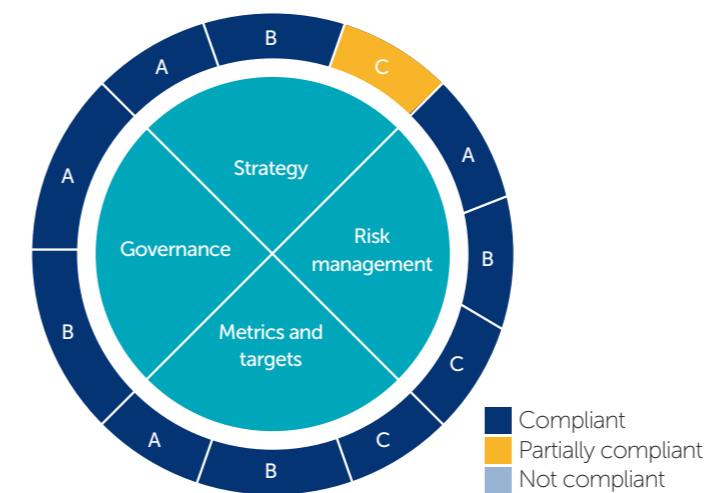 B
A
C
A
A
Strategy
Governance
Risk
management
B
Metrics and
targets
B
C
A
B
C
Compliant
Partially compliant
Not compliant